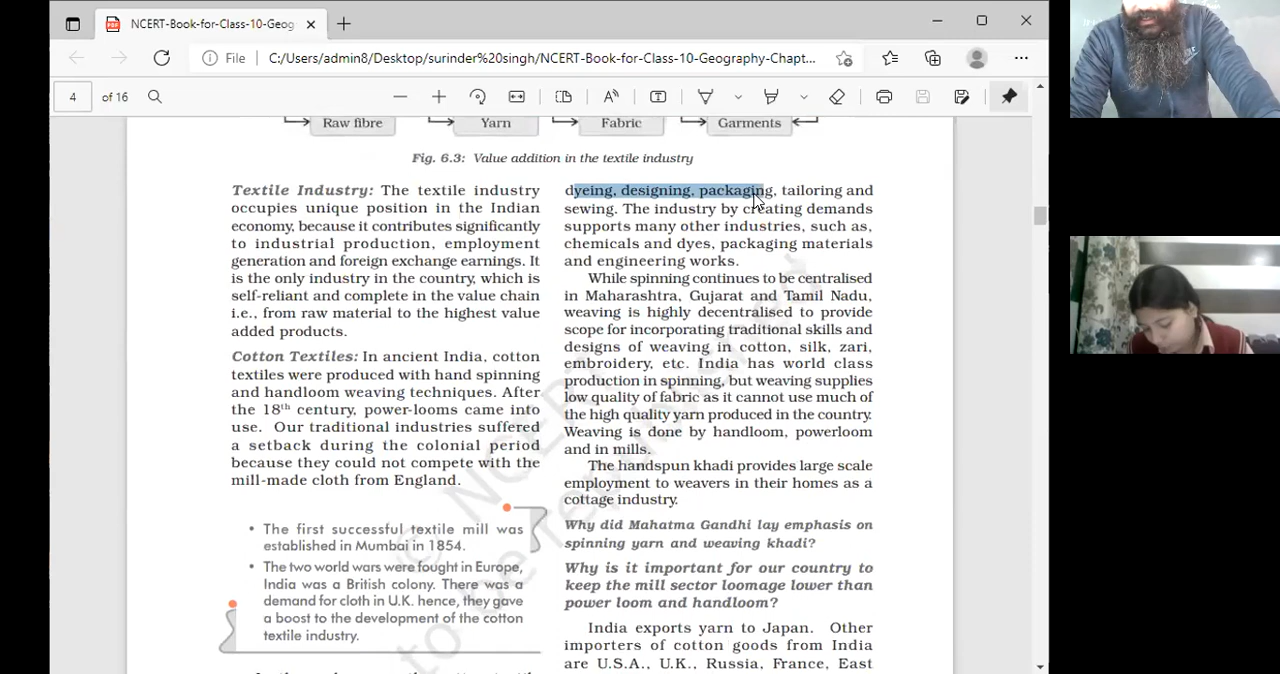 NCERT-Book-for-Class-10-Geog
File
C:/Users/admin8/Desktop/surinder%20singh/NCERT-Book-for-Class-10-Geography-Chapt...
4 of 16
Raw fibre
Yarn
Fabric
Garments
Fig. 6.3: Value addition in the textile industry
Textile Industry: The textile industry
occupies unique position in the Indian
economy, because it contributes significantly
to industrial production, employment
generation and foreign exchange earnings. It
is the only industry in the country, which is
self-reliant and complete in the value chain
i.e., from raw material to the highest value
added products.
Cotton Textiles: In ancient India, cotton
textiles were produced with hand spinning
and handloom weaving techniques. After
the 18th century, power-looms came into
use. Our traditional industries suffered
a setback during the colonial period
because they could not compete with the
mill-made cloth from England.
• The first successful textile mill was
established in Mumbai in 1854.
• The two world wars were fought in Europe,
India was a British colony. There was a
demand for cloth in U.K. hence, they gave
a boost to the development of the cotton
textile industry.
dyeing, designing, packaging, tailoring and
sewing. The industry by creating demands
supports many other industries, such as,
chemicals and dyes, packaging materials
and engineering works.
While spinning continues to be centralised
in Maharashtra, Gujarat and Tamil Nadu,
weaving is highly decentralised to provide
scope for incorporating traditional skills and
designs of weaving in cotton, silk, zari,
embroidery, etc. India has world class
production in spinning, but weaving supplies
low quality of fabric as it cannot use much of
the high quality yarn produced in the country.
Weaving is done by handloom, powerloom
and in mills.
The handspun khadi provides large scale
employment to weavers in their homes as a
cottage industry.
Why did Mahatma Gandhi lay emphasis on
spinning yarn and weaving khadi?
Why is it important for our country to
keep the mill sector loomage lower than
power loom and handloom?
India exports yarn to Japan. Other
importers of cotton goods from India
are U.S.A., U.K., Russia, France, East
© NCERT
to be republished